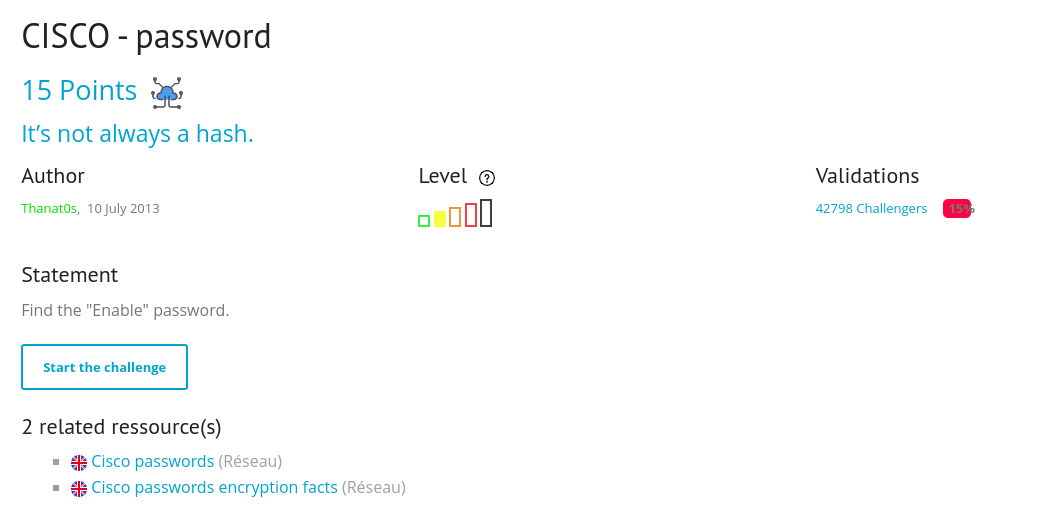 CISCO - password
15 Points
It’s not always a hash.
Author
Level ?
Validations
Thanat0s, 10 July 2013
42798 Challengers 15%
Statement
Find the "Enable" password.
Start the challenge
2 related ressource(s)
Cisco passwords (Réseau)
Cisco passwords encryption facts (Réseau)